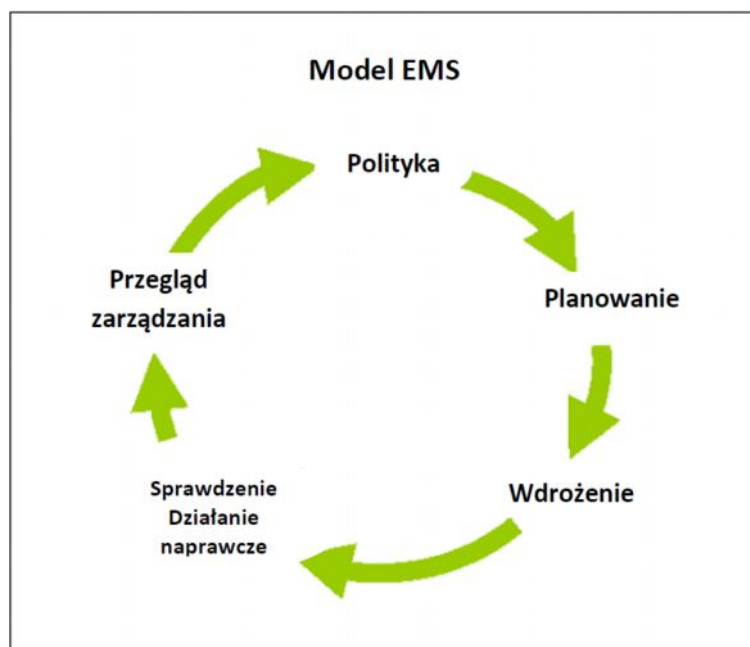 Model EMS
Polityka
Planowanie
Wdrożenie
Sprawdzenie
Działanie
naprawcze
Przegląd
zarządzania